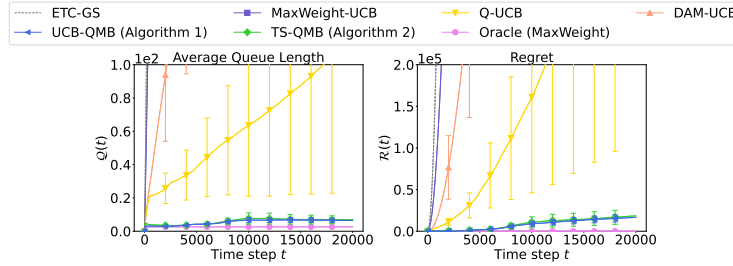 ETC-GS MaxWeight-UCB Q-UCB DAM-UCB
UCB-QMB (Algorithm 1) TS-QMB (Algorithm 2) Oracle (MaxWeight)
1e2 Average Queue Length
1.0
0.8
0.6
0.4
0.2
0.0
Q(t)
0 5000 10000 15000 20000
Time step t
1e5 Regret
2.0
1.5
1.0
0.5
0.0
R(t)
0 5000 10000 15000 20000
Time step t